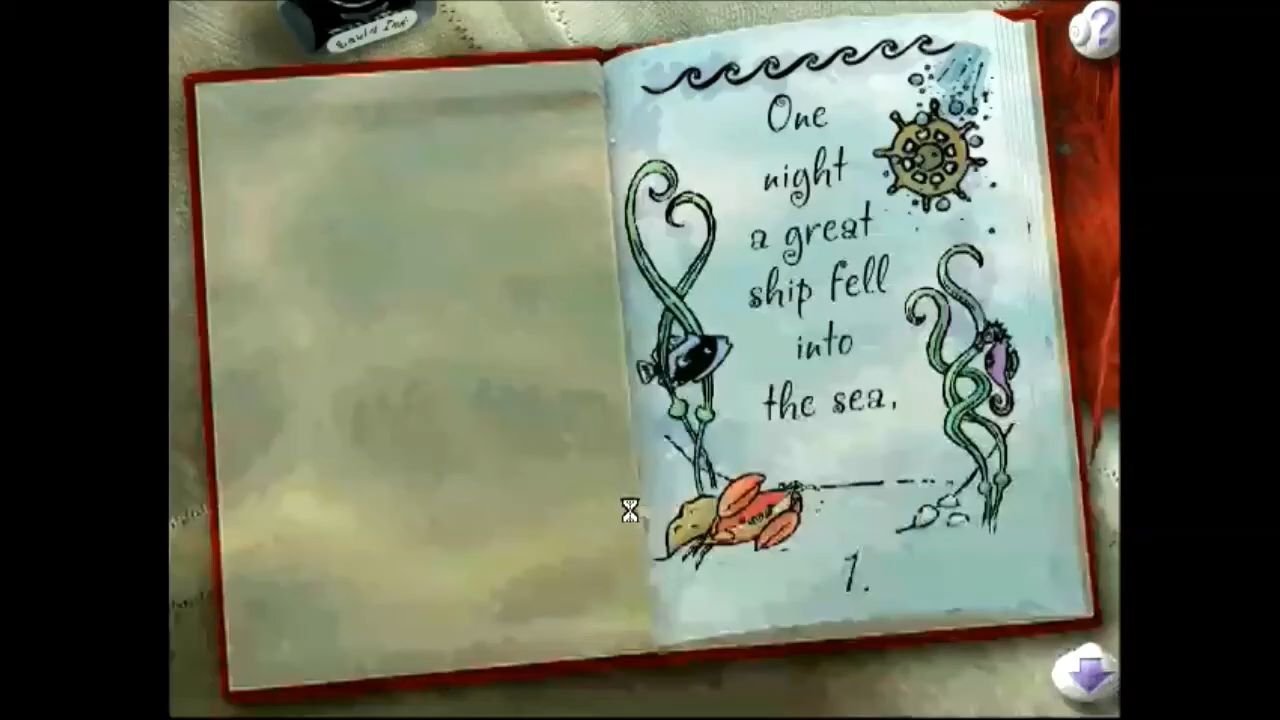 One
night
a great
ship fell
into
the sea.
1.
?